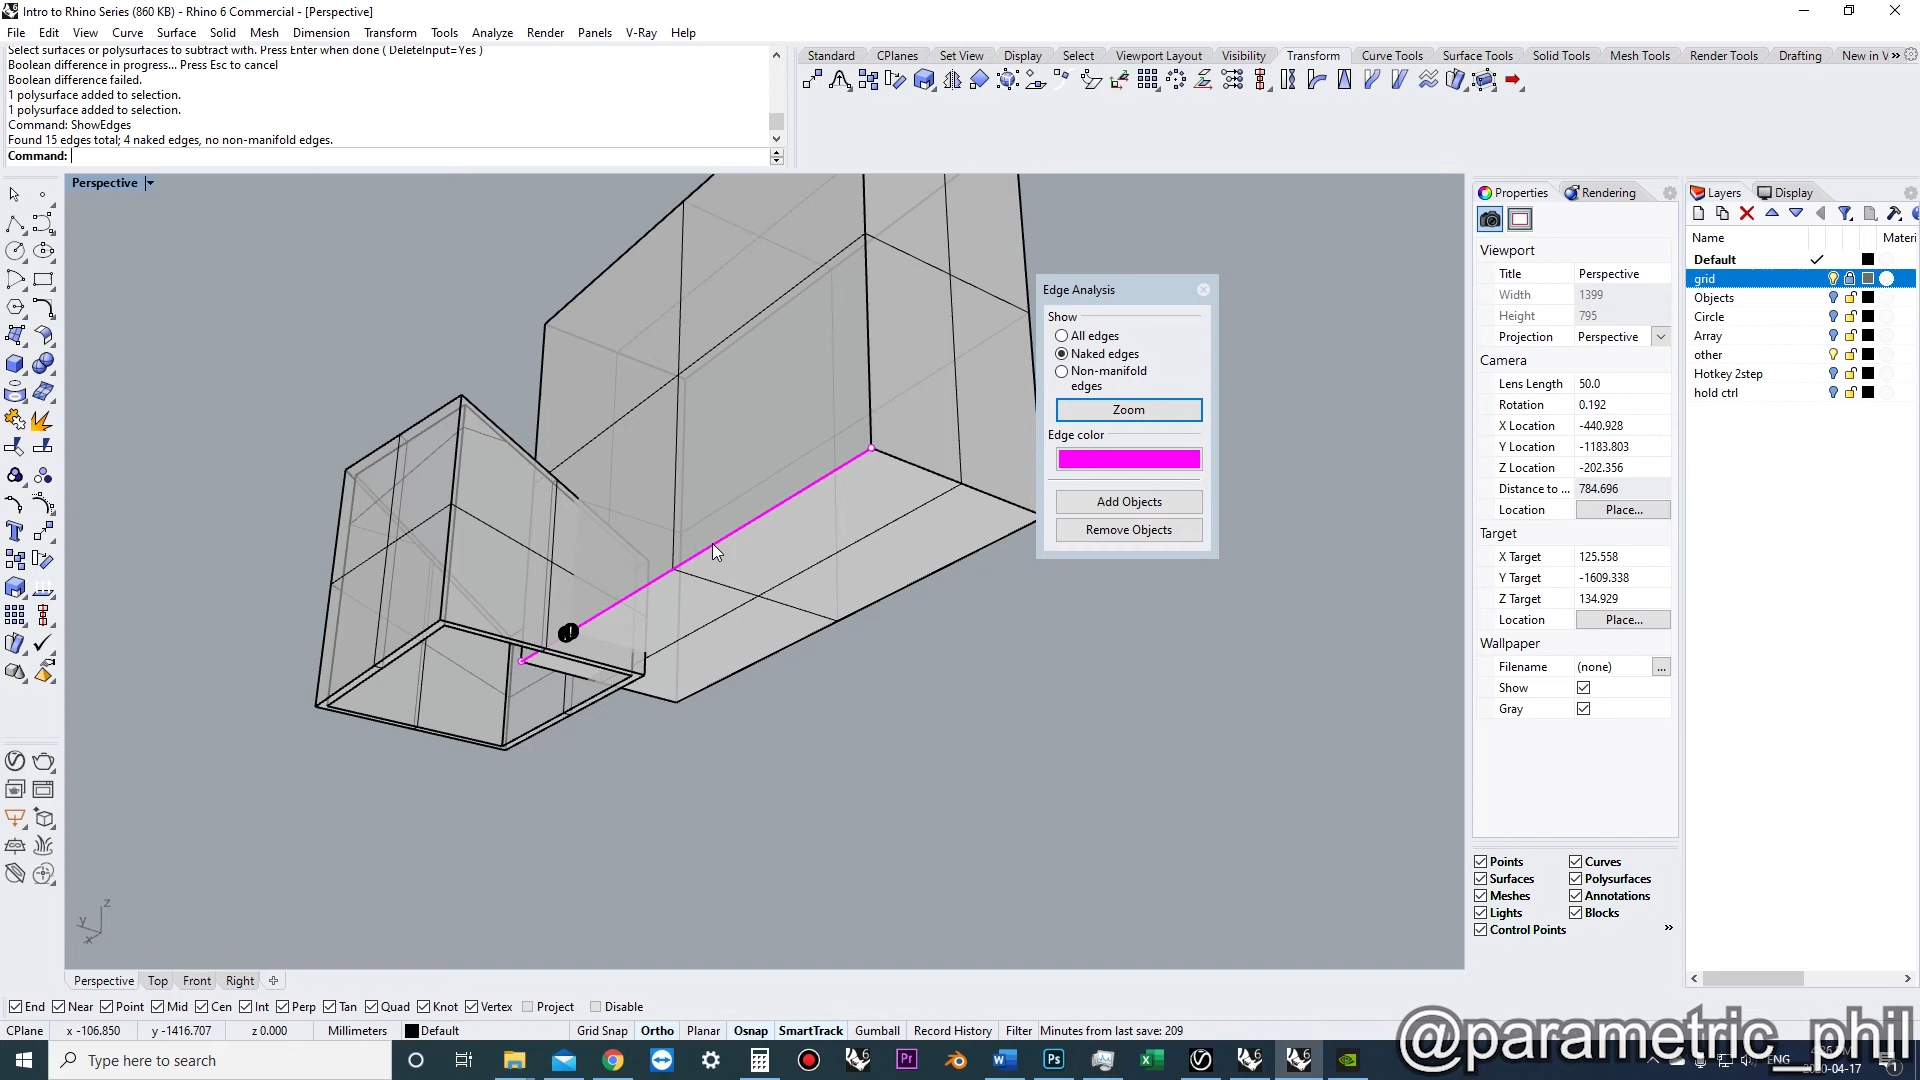 Intro to Rhino Series (860 KB) - Rhino 6 Commercial - [Perspective]
File Edit View Curve Surface Solid Mesh Dimension Transform Tools Analyze Render Panels V-Ray Help
Select surfaces or polysurfaces to subtract with. Press Enter when done ( DeleteInput=Yes )
Boolean difference in progress... Press Esc to cancel
Boolean difference failed.
1 polysurface added to selection.
1 polysurface added to selection.
Command: ShowEdges
Found 15 edges total; 4 naked edges, no non-manifold edges.
Command:
Standard CPlanes Set View Display Select Viewport Layout Visibility Transform Curve Tools Surface Tools Solid Tools Mesh Tools Render Tools Drafting New in V
Perspective
Edge Analysis
Show
All edges
Naked edges
Non-manifold
edges
Zoom
Edge color
Add Objects
Remove Objects
Properties Rendering
Viewport
Title Perspective
Width 1399
Height 795
Projection Perspective
Camera
Lens Length 50.0
Rotation 0.192
X Location -440.928
Y Location -1183.803
Z Location -202.356
Distance to ... 784.696
Location Place...
Target
X Target 125.558
Y Target -1609.338
Z Target 134.929
Location Place...
Wallpaper
Filename (none) ...
Show
Gray
Points Curves
Surfaces Polysurfaces
Meshes Annotations
Lights Blocks
Control Points
Layers Display
Name Materi
Default
grid
Objects
Circle
Array
other
Hotkey 2step
hold ctrl
z
y
x
Perspective Top Front Right
End Near Point Mid Cen Int Perp Tan Quad Knot Vertex Project Disable
CPlane x -106.850 y -1416.707 z 0.000 Millimeters Default Grid Snap Ortho Planar Osnap SmartTrack Gumball Record History Filter Minutes from last save: 209
Type here to search
ENG
2020-04-17
@parametric_phil